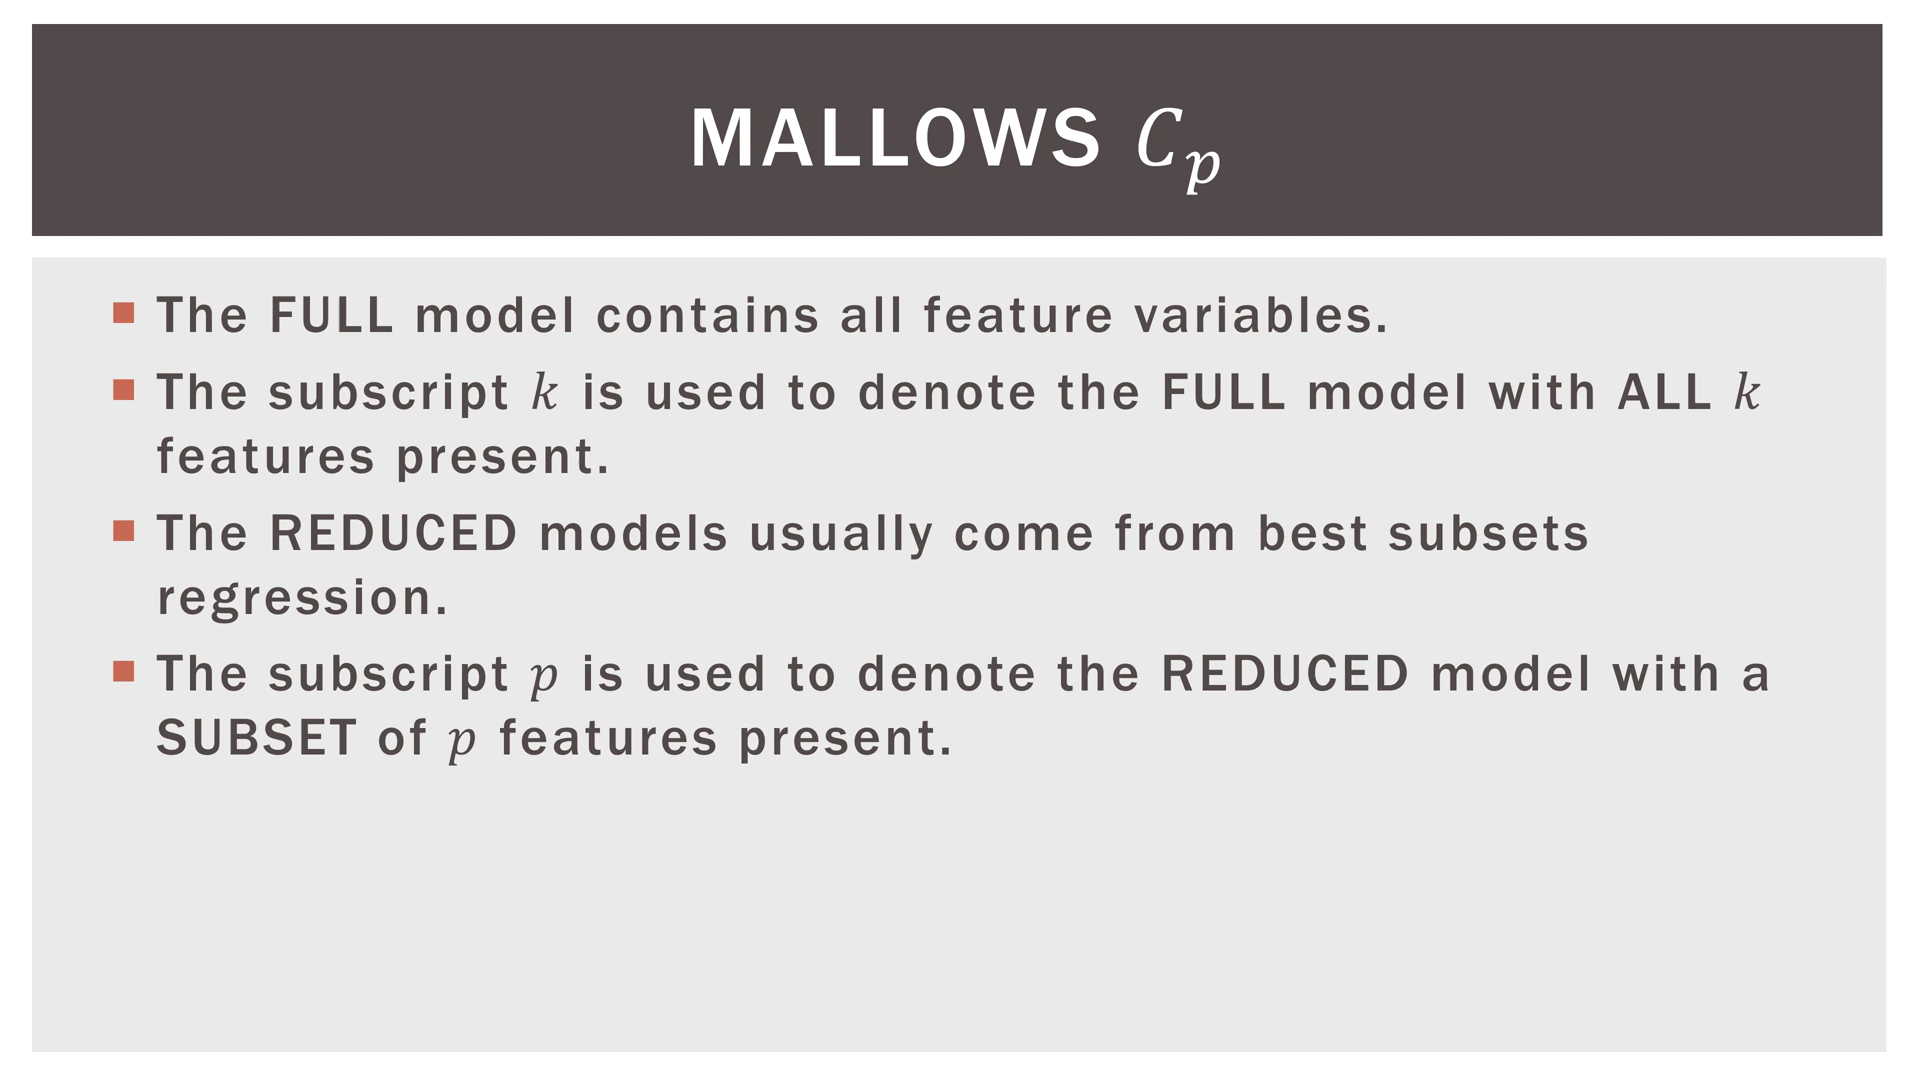 MALLOWS 𝐶ₚ
The FULL model contains all feature variables.
The subscript 𝑘 is used to denote the FULL model with ALL 𝑘
features present.
The REDUCED models usually come from best subsets
regression.
The subscript 𝑝 is used to denote the REDUCED model with a
SUBSET of 𝑝 features present.